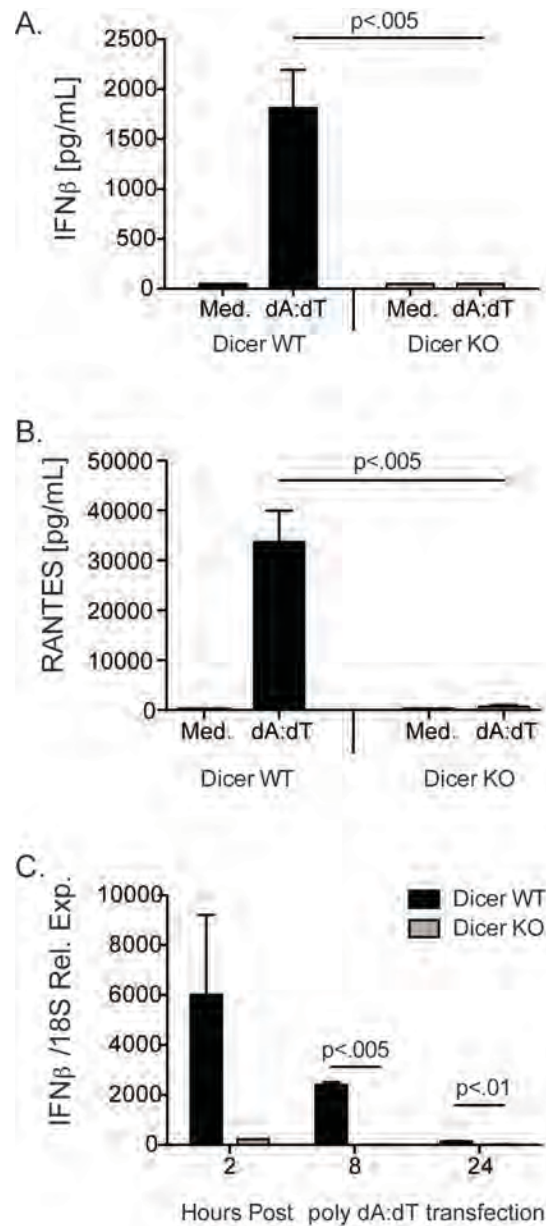 A.
p<.005
IFNβ [pg/mL]
2500
2000
1500
1000
500
0
Med. dA:dT Med. dA:dT
Dicer WT Dicer KO
B.
p<.005
RANTES [pg/mL]
50000
40000
30000
20000
10000
0
Med. dA:dT Med. dA:dT
Dicer WT Dicer KO
C.
IFNβ /18S Rel. Exp.
10000
8000
6000
4000
2000
0
Dicer WT
Dicer KO
p<.005
p<.01
2 8 24
Hours Post poly dA:dT transfection